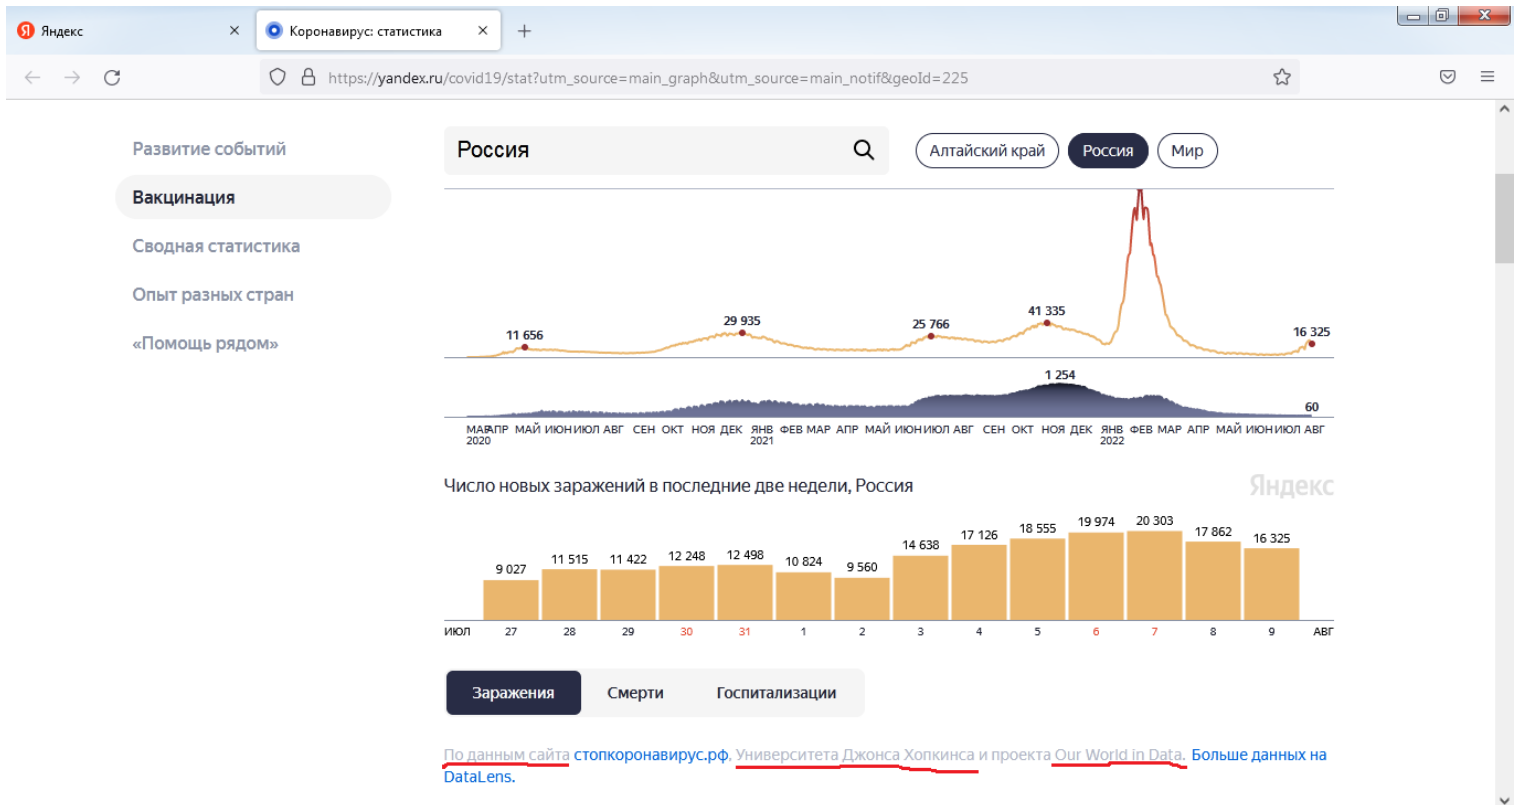 Я Яндекс
Коронавирус: статистика
https://yandex.ru/covid19/stat?utm_source=main_graph&utm_source=main_notif&geoId=225
Развитие событий
Вакцинация
Сводная статистика
Опыт разных стран
«Помощь рядом»
Россия
Алтайский край Россия Мир
11 656 29 935 25 766 41 335 16 325
1 254 60
МАР АПР МАЙ ИЮН ИЮЛ АВГ СЕН ОКТ НОЯ ДЕК ЯНВ ФЕВ МАР АПР МАЙ ИЮН ИЮЛ АВГ СЕН ОКТ НОЯ ДЕК ЯНВ ФЕВ МАР АПР МАЙ ИЮН ИЮЛ АВГ
2020 2021 2022
Число новых заражений в последние две недели, Россия
Яндекс
9 027 11 515 11 422 12 248 12 498 10 824 9 560 14 638 17 126 18 555 19 974 20 303 17 862 16 325
ИЮЛ 27 28 29 30 31 1 2 3 4 5 6 7 8 9 АВГ
Заражения Смерти Госпитализации
По данным сайта стопкоронавирус.рф, Университета Джонса Хопкинса и проекта Our World in Data. Больше данных на
DataLens.